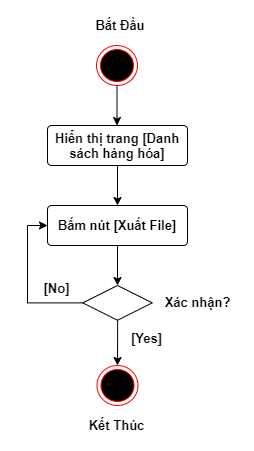 Bắt Đầu
Hiển thị trang [Danh
sách hàng hóa]
Bấm nút [Xuất File]
[No]
Xác nhận?
[Yes]
Kết Thúc